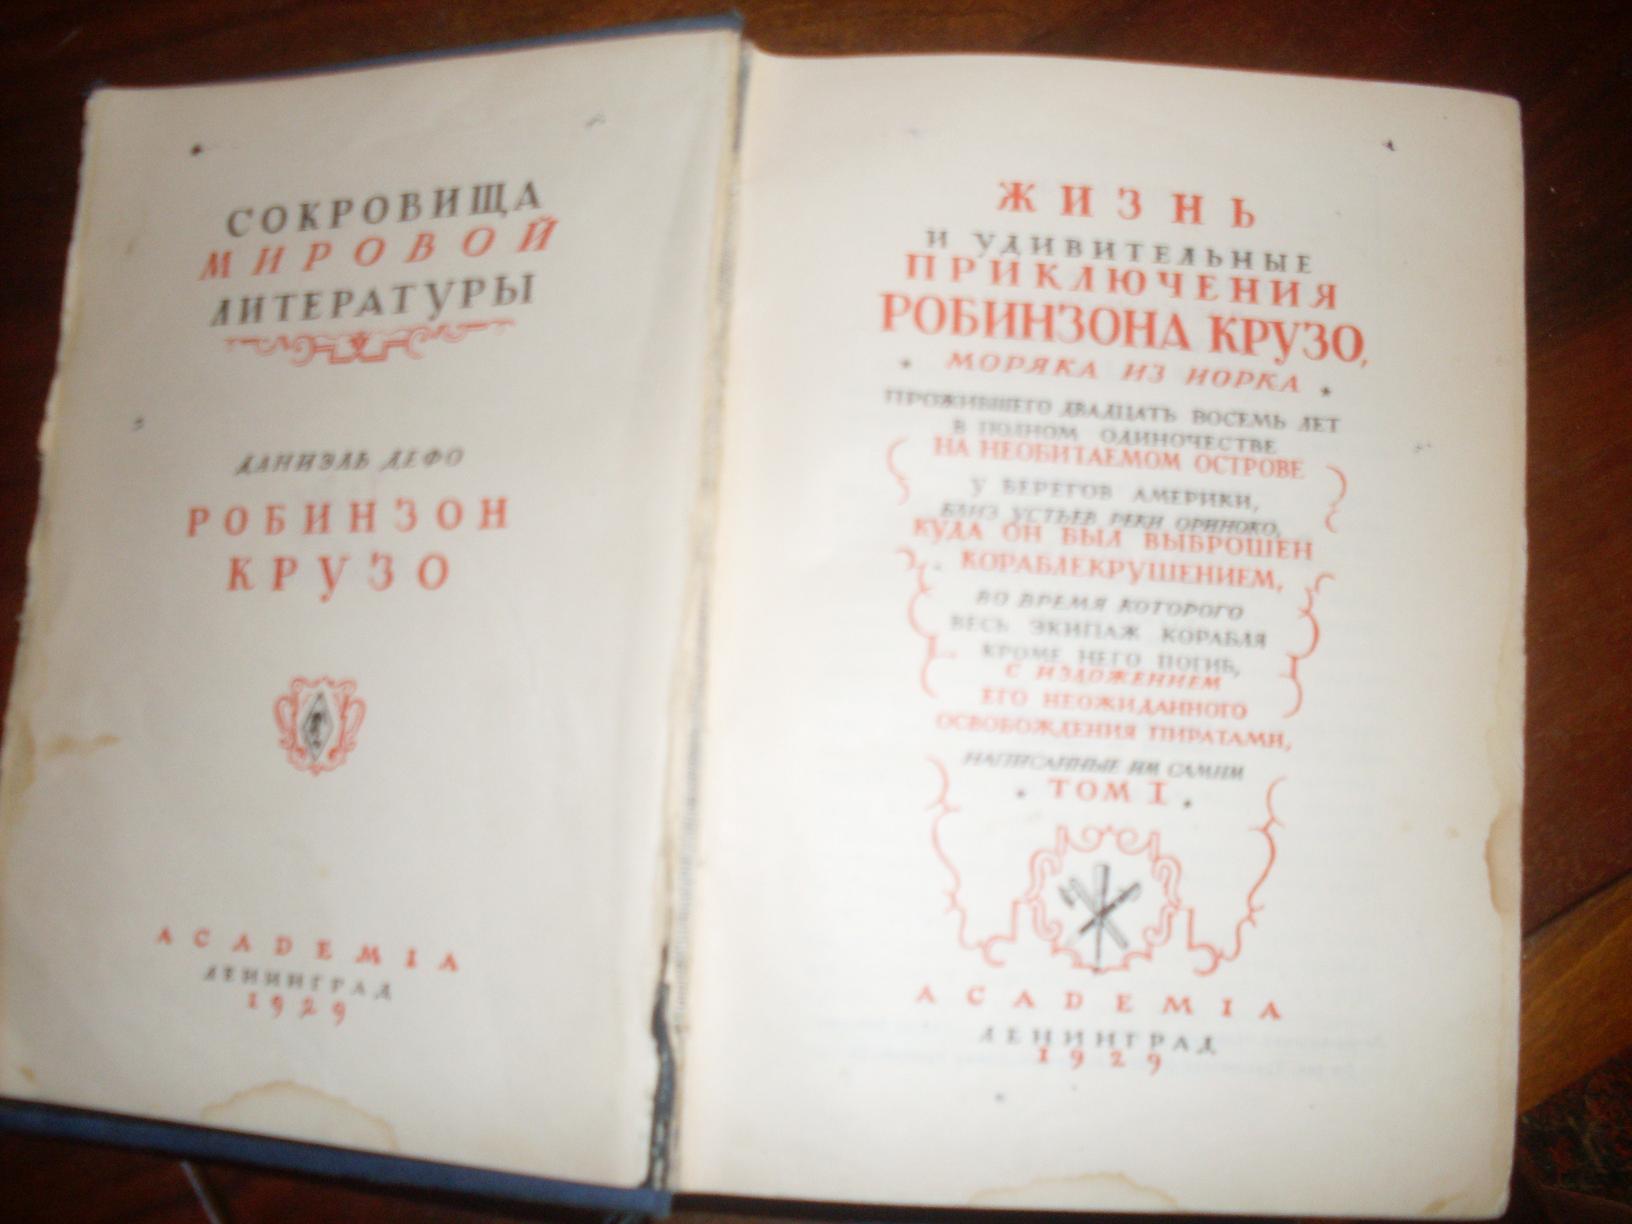 СОКРОВИЩА
МИРОВОЙ
ЛИТЕРАТУРЫ
ДАНИЭЛЬ ДЕФО
РОБИНЗОН
КРУЗО
ACADEMIA
ЛЕНИНГРАД
1929
ЖИЗНЬ
И УДИВИТЕЛЬНЫЕ
ПРИКЛЮЧЕНИЯ
РОБИНЗОНА КРУЗО,
МОРЯКА ИЗ ИОРКА
ПРОЖИВШЕГО ДВАДЦАТЬ ВОСЕМЬ ЛЕТ
В ПОЛНОМ ОДИНОЧЕСТВЕ
НА НЕОБИТАЕМОМ ОСТРОВЕ
У БЕРЕГОВ АМЕРИКИ,
БЛИЗ УСТЬЕВ РЕКИ ОРИНОКО,
КУДА ОН БЫЛ ВЫБРОШЕН
КОРАБЛЕКРУШЕНИЕМ,
ВО ВРЕМЯ КОТОРОГО
ВЕСЬ ЭКИПАЖ КОРАБЛЯ
КРОМЕ НЕГО ПОГИБ,
С ИЗЛОЖЕНИЕМ
ЕГО НЕОЖИДАННОГО
ОСВОБОЖДЕНИЯ ПИРАТАМИ,
НАПИСАННЫЕ ИМ САМИМ
ТОМ I
ACADEMIA
ЛЕНИНГРАД
1929